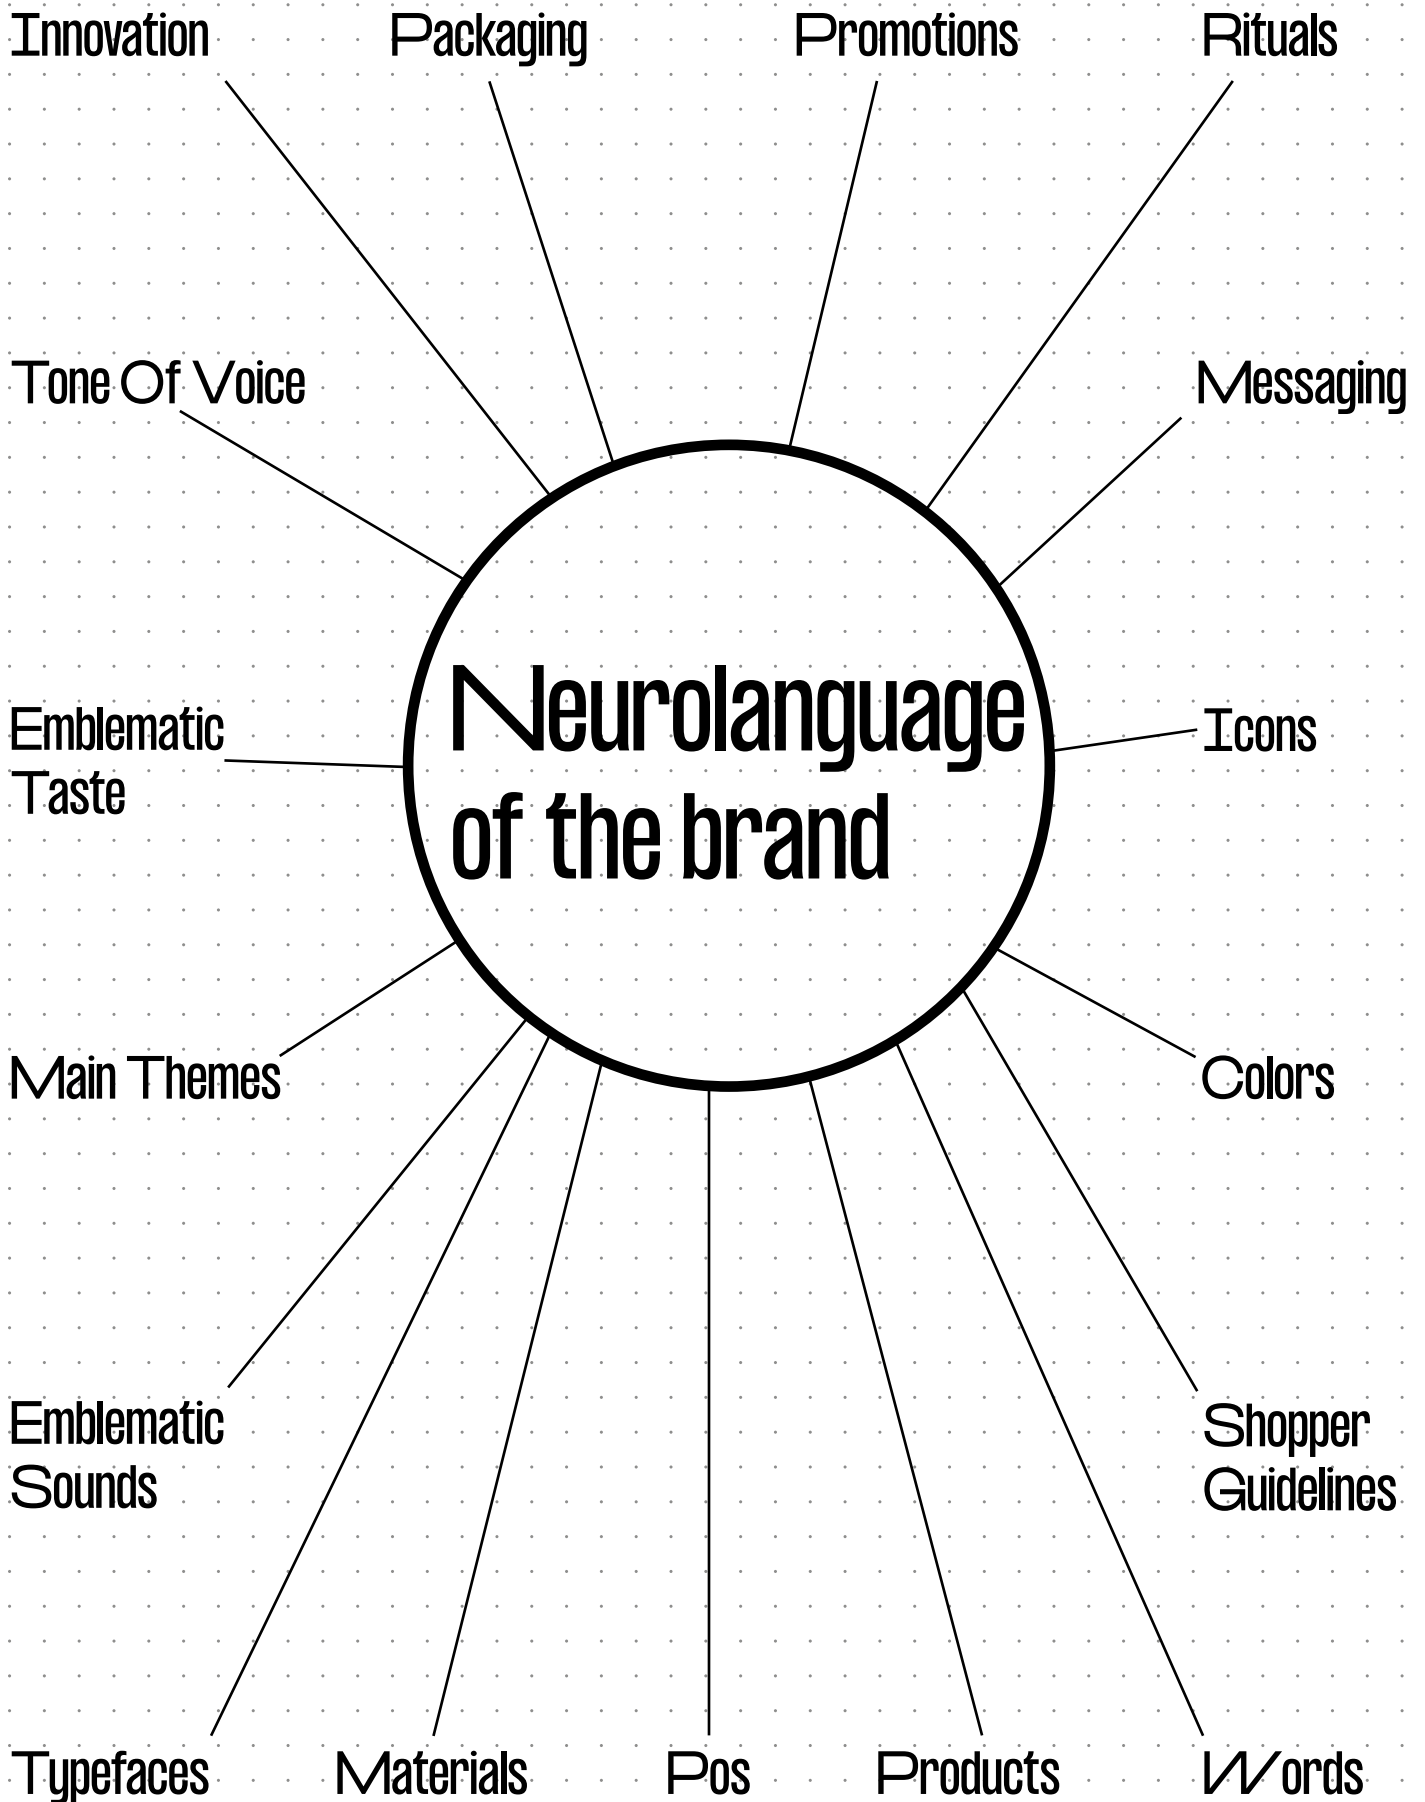 Innovation
Packaging
Promotions
Rituals
Tone Of Voice
Messaging
Neurolanguage
of the brand
Emblematic
Taste
Icons
Main Themes
Colors
Emblematic
Sounds
Shopper
Guidelines
Typefaces
Materials
Pos
Products
Words